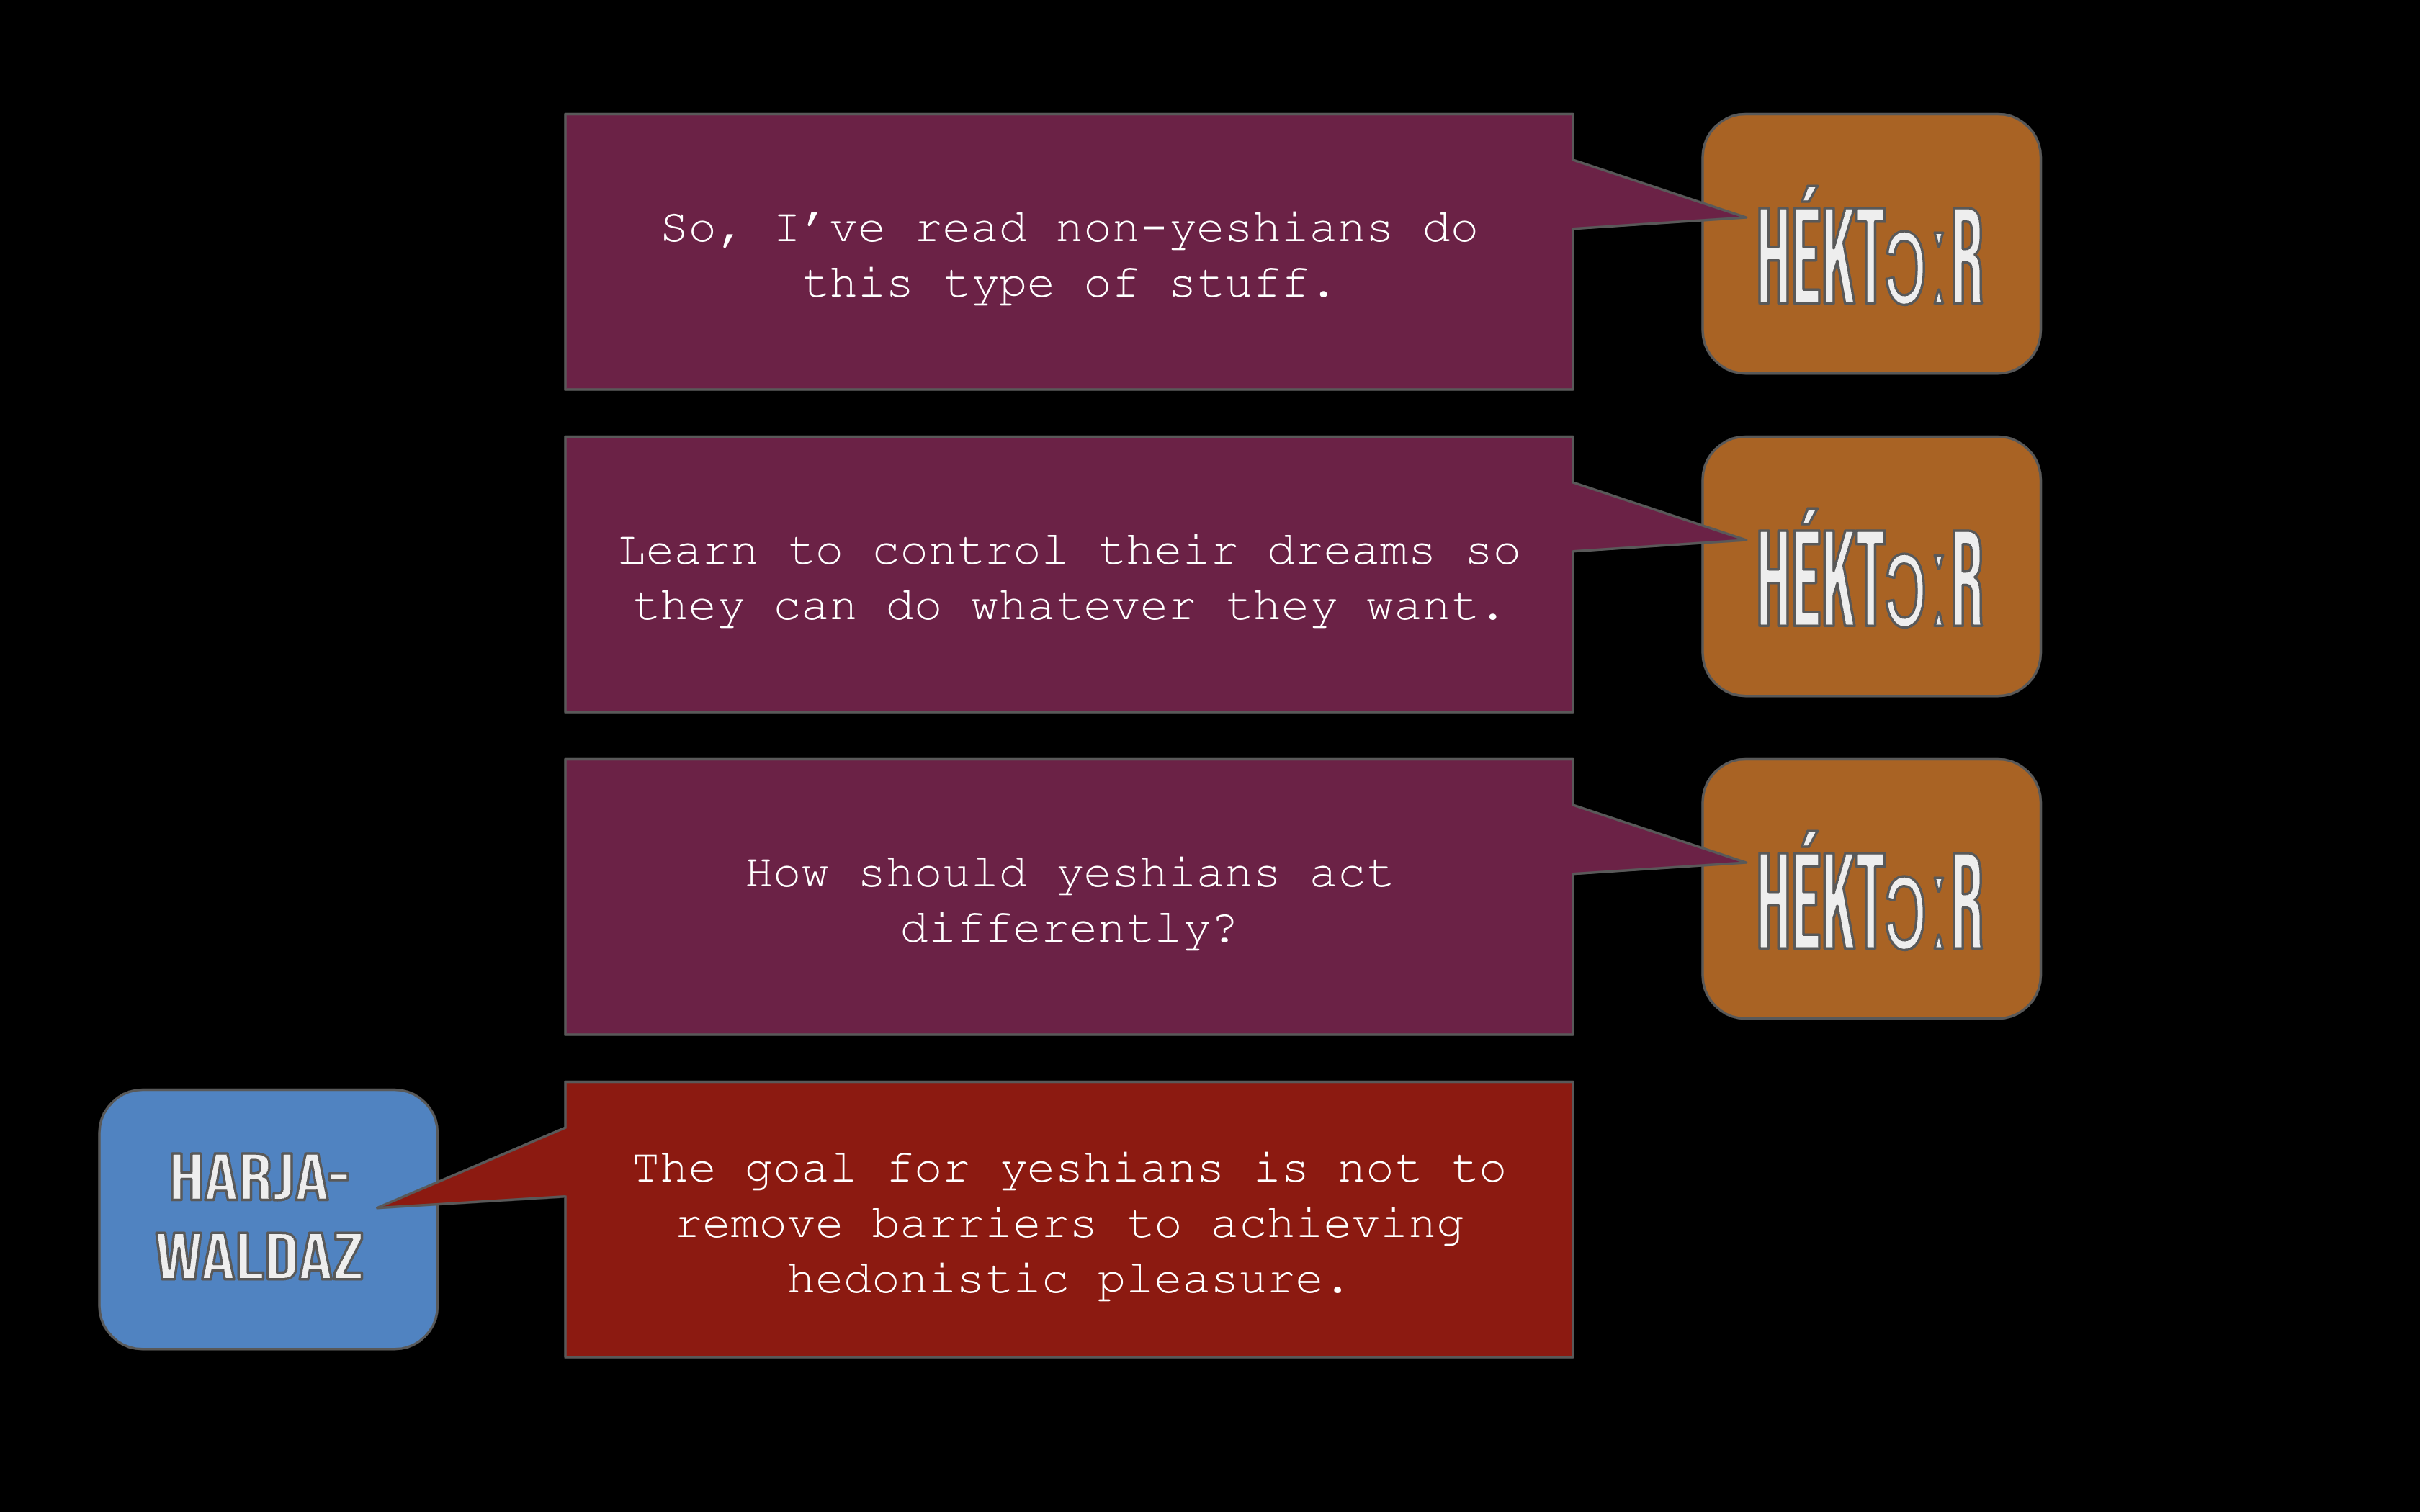 So, I’ve read non-yeshians do
this type of stuff.
HÉKTɔːR
Learn to control their dreams so
they can do whatever they want.
HÉKTɔːR
How should yeshians act
differently?
HÉKTɔːR
HARJA-
WALDAZ
The goal for yeshians is not to
remove barriers to achieving
hedonistic pleasure.